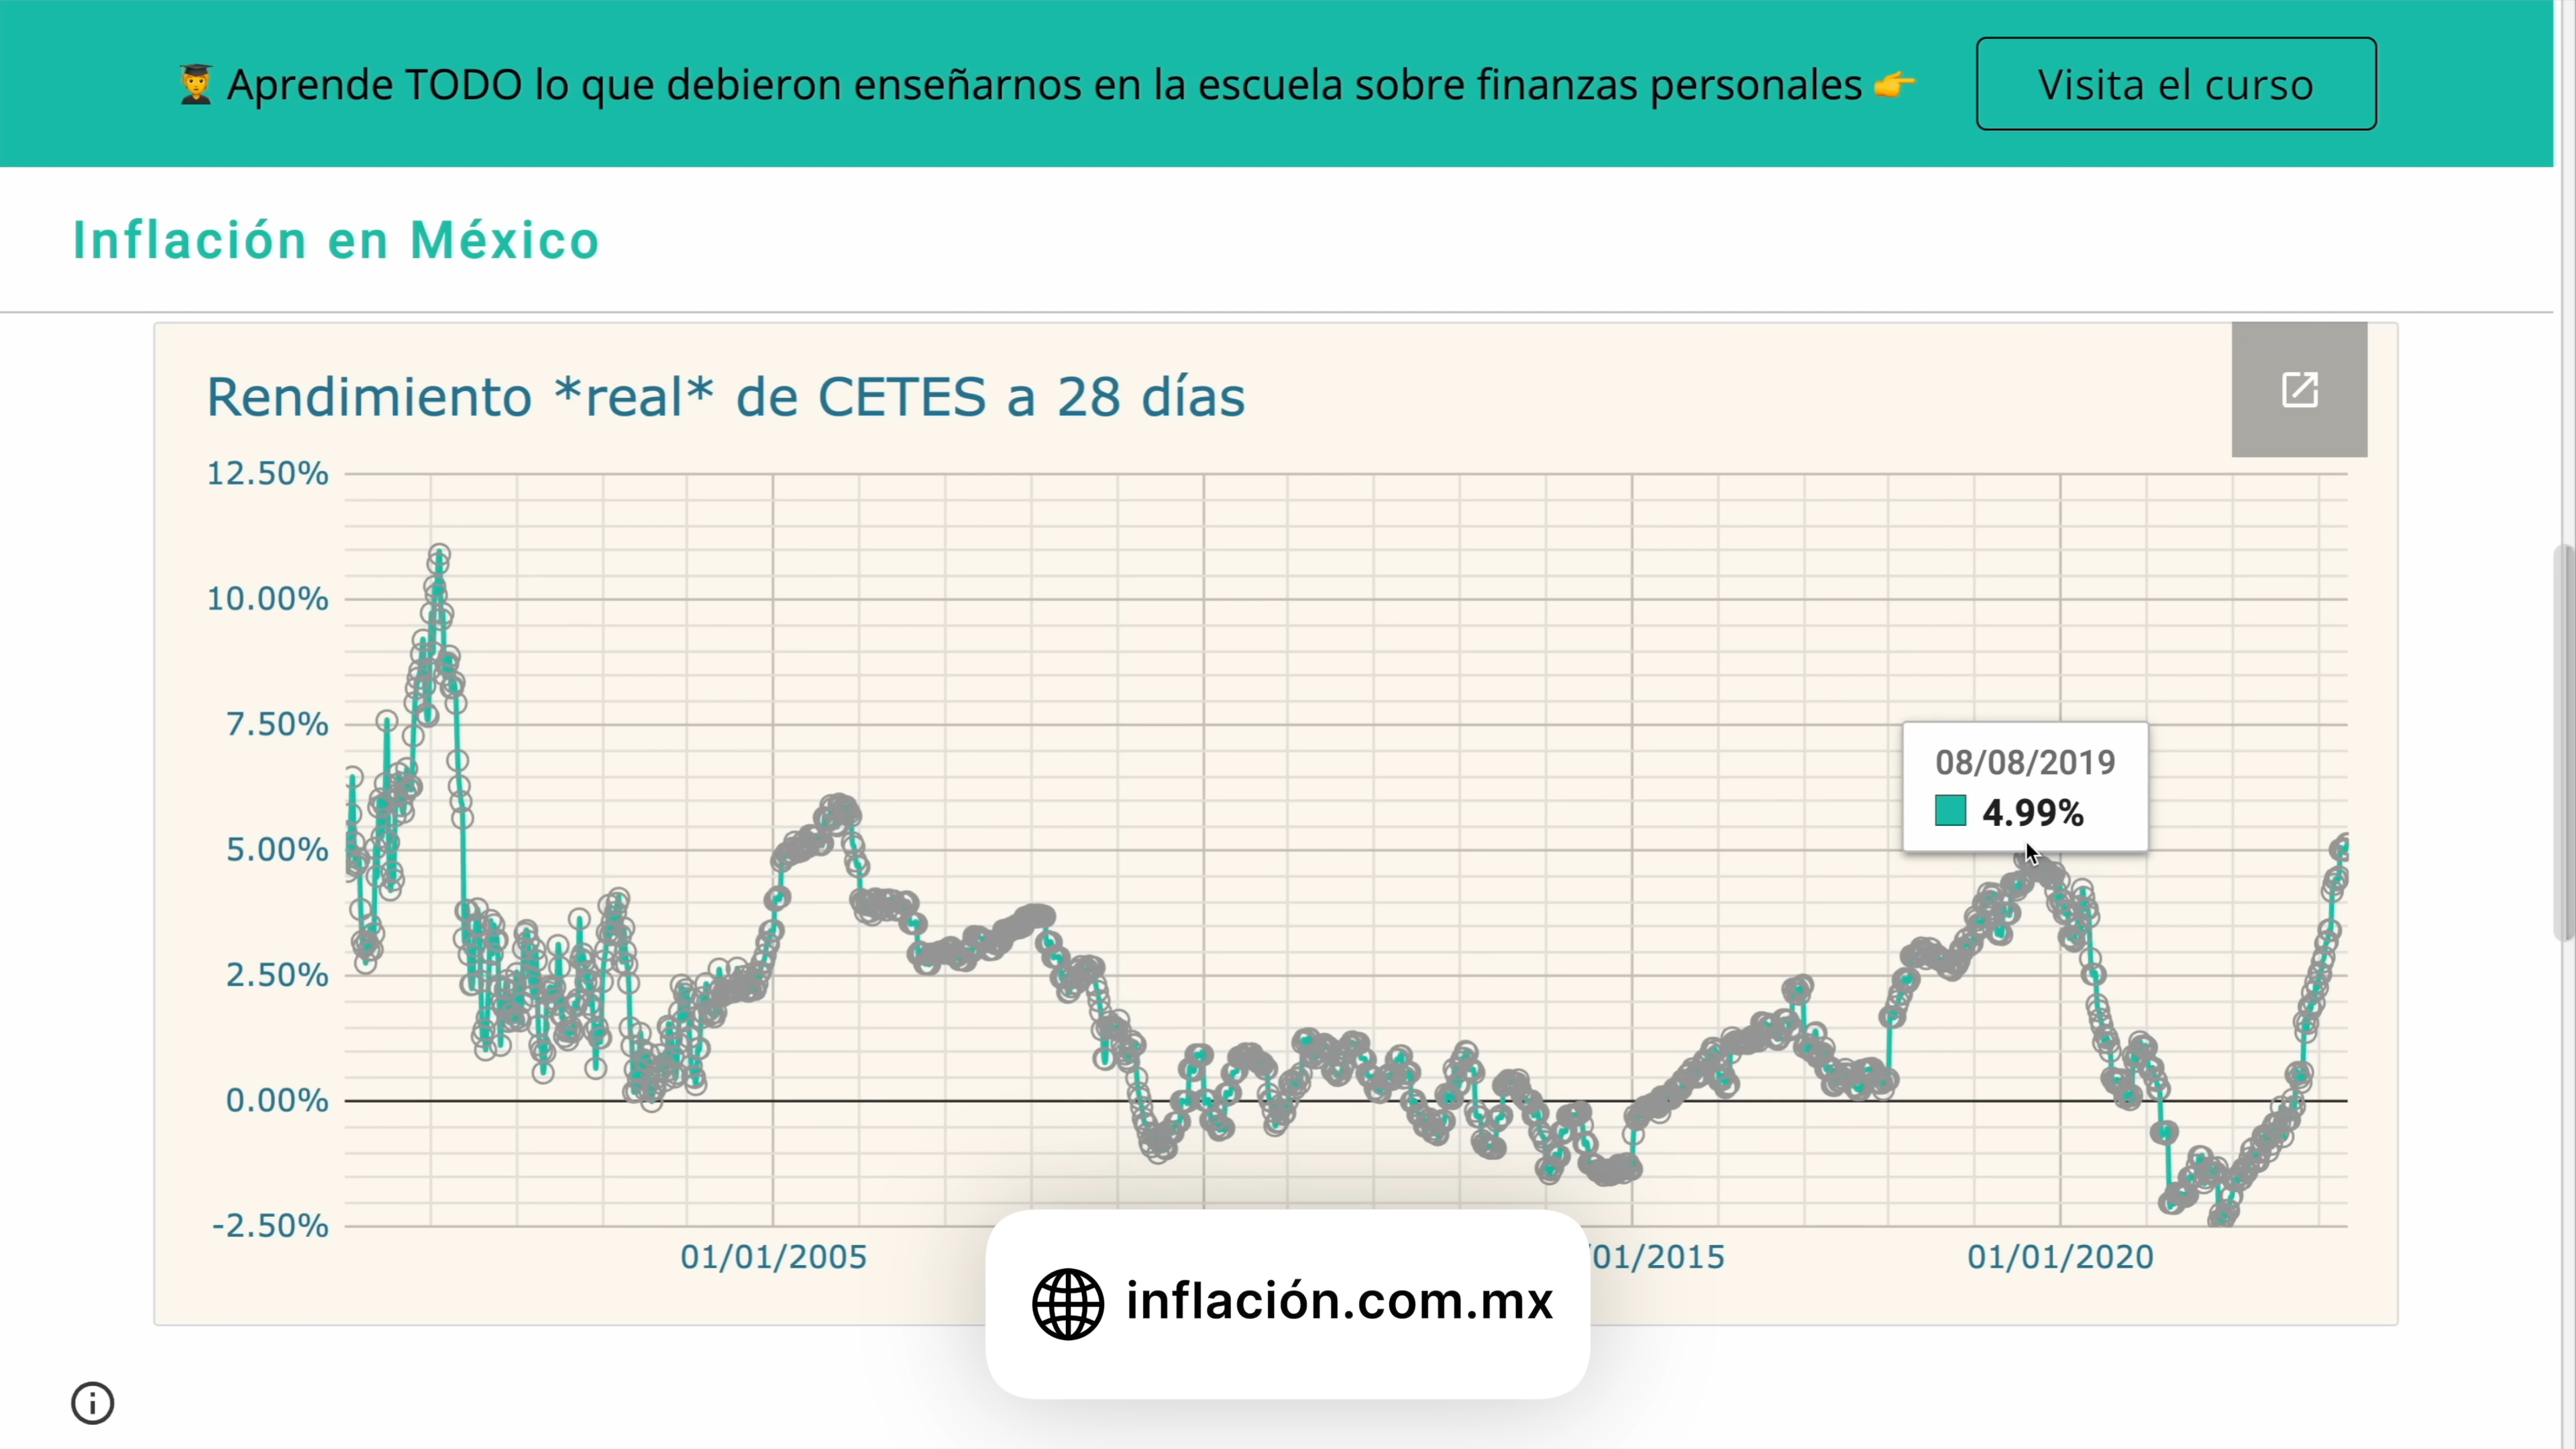 Aprende TODO lo que debieron enseñarnos en la escuela sobre finanzas personales
Visita el curso
Inflación en México
Rendimiento *real* de CETES a 28 días
12.50%
10.00%
7.50%
5.00%
2.50%
0.00%
-2.50%
08/08/2019
4.99%
01/01/2005
/01/2015
01/01/2020
inflación.com.mx